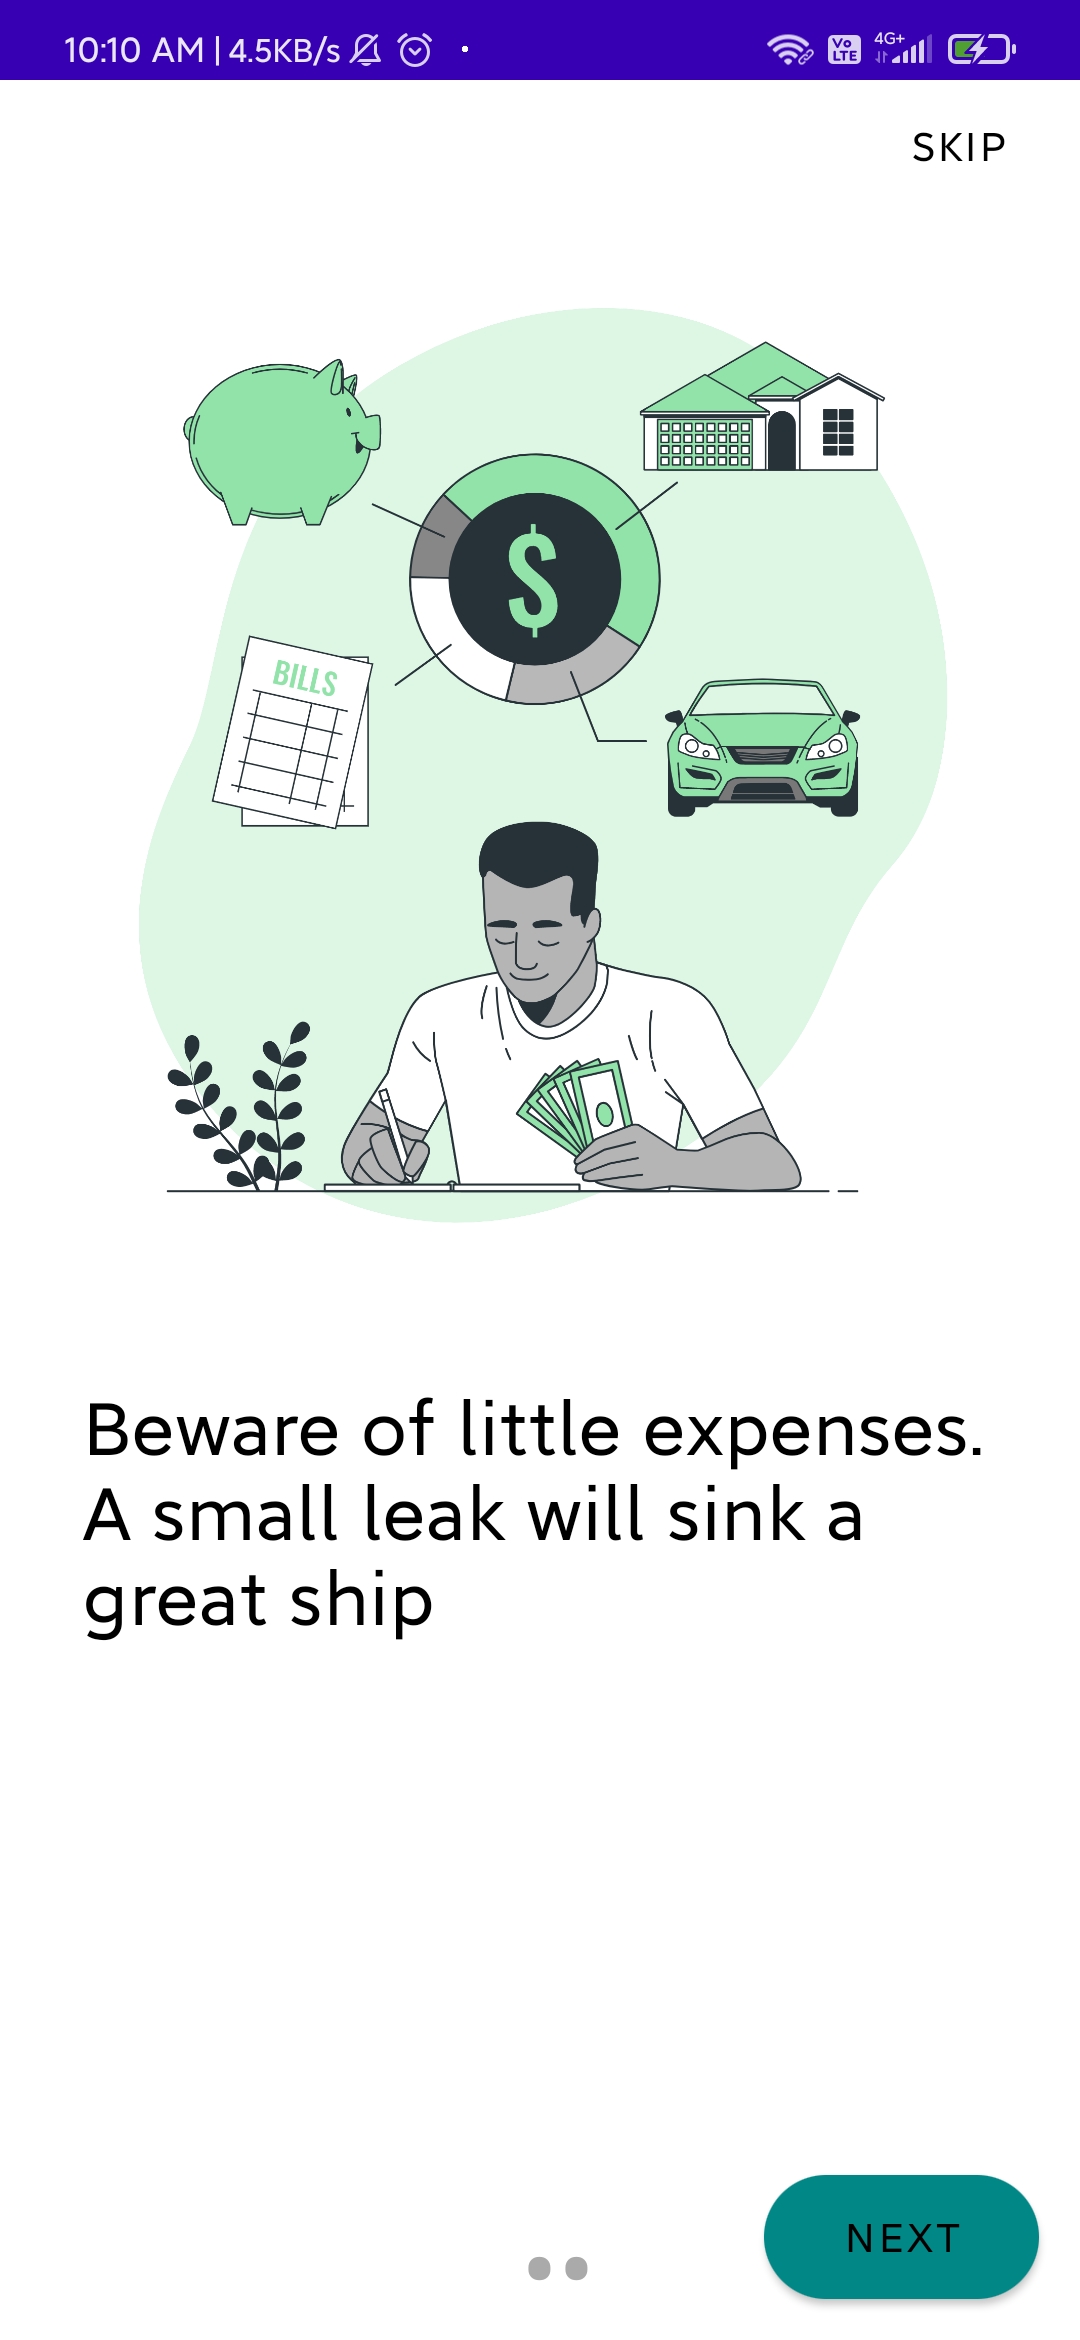 10:10 AM | 4.5KB/s
Vo
LTE
4G+
SKIP
$
BILLS
Beware of little expenses.
A small leak will sink a
great ship
NEXT